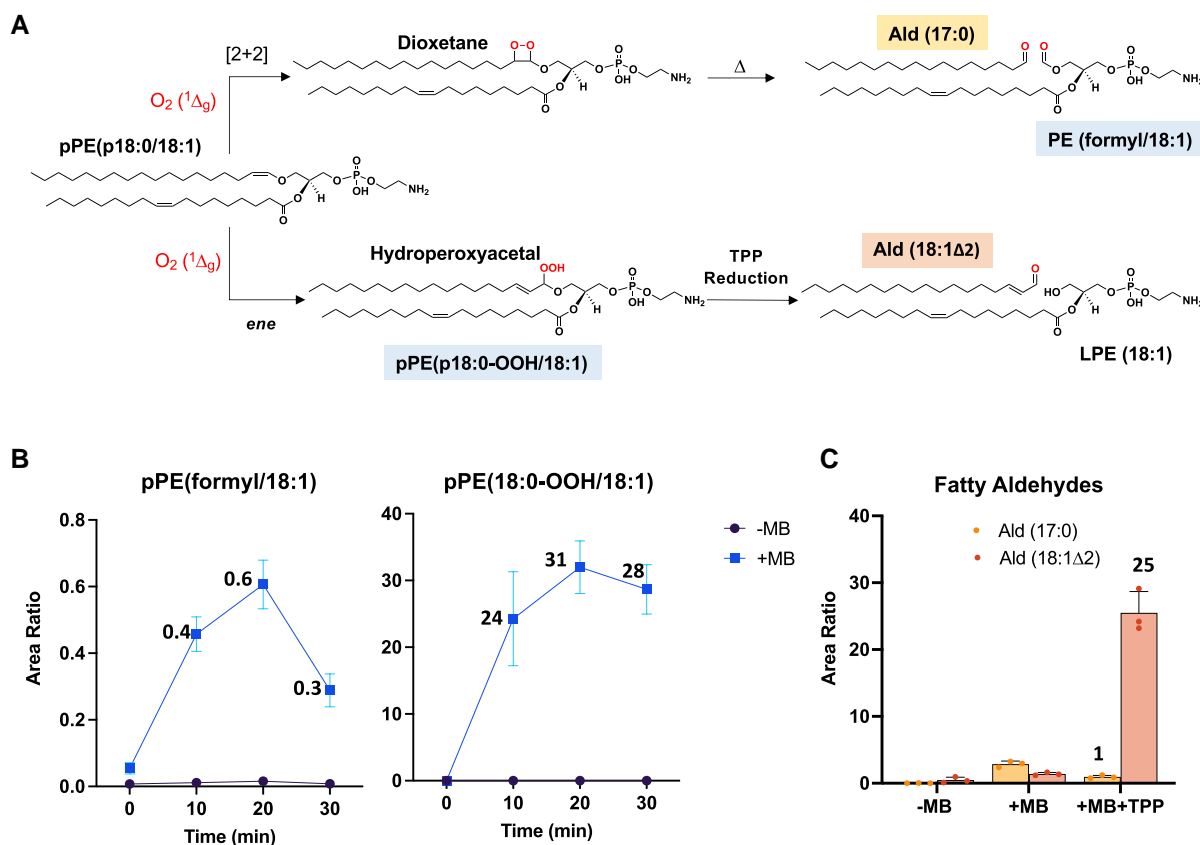 A
[2+2]
Dioxetane
Ald (17:0)
O₂ (¹Δg)
Δ
pPE(p18:0/18:1)
PE (formyl/18:1)
O–O
O
O
P
OH
NH₂
H
O₂ (¹Δg)
ene
Hydroperoxyacetal
OOH
TPP
Reduction
Ald (18:1Δ2)
HO
pPE(p18:0-OOH/18:1)
LPE (18:1)
B
pPE(formyl/18:1)
pPE(18:0-OOH/18:1)
Area Ratio
0.8
0.6
0.4
0.2
0.0
0.4
0.6
0.3
0 10 20 30
Time (min)
40
30
20
10
0
24
31
28
0 10 20 30
Time (min)
-MB
+MB
C
Fatty Aldehydes
Area Ratio
40
30
20
10
0
Ald (17:0)
Ald (18:1Δ2)
25
1
-MB +MB +MB+TPP